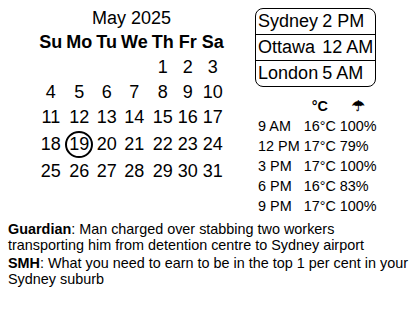 May 2025
Su Mo Tu We Th Fr Sa
1 2 3
4 5 6 7 8 9 10
11 12 13 14 15 16 17
18 19 20 21 22 23 24
25 26 27 28 29 30 31
Sydney 2 PM
Ottawa 12 AM
London 5 AM
°C ☂
9 AM 16°C 100%
12 PM 17°C 79%
3 PM 17°C 100%
6 PM 16°C 83%
9 PM 17°C 100%
Guardian: Man charged over stabbing two workers
transporting him from detention centre to Sydney airport
SMH: What you need to earn to be in the top 1 per cent in your
Sydney suburb